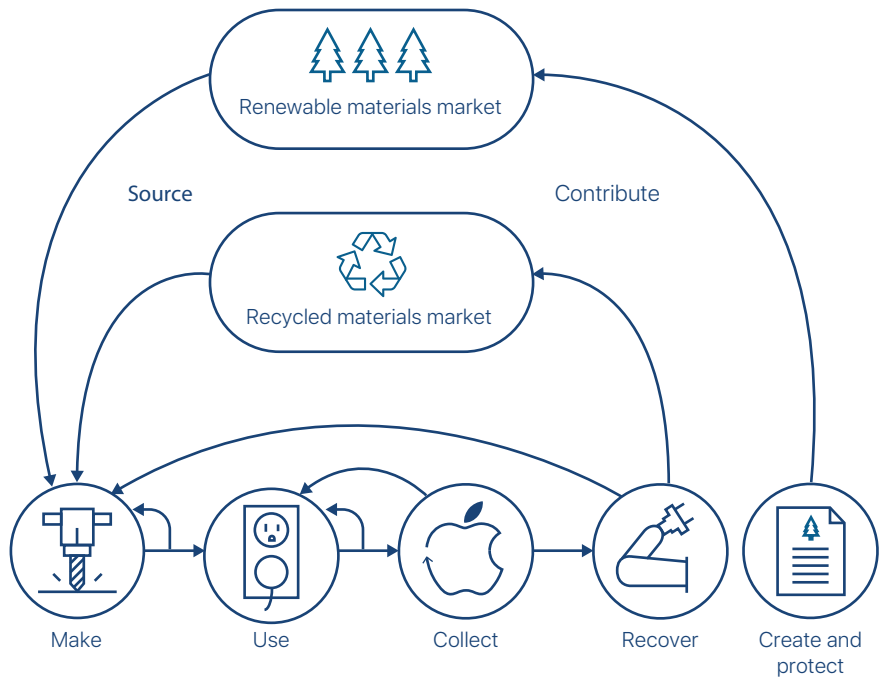 Renewable materials market
Source
Contribute
Recycled materials market
Make
Use
Collect
Recover
Create and
protect